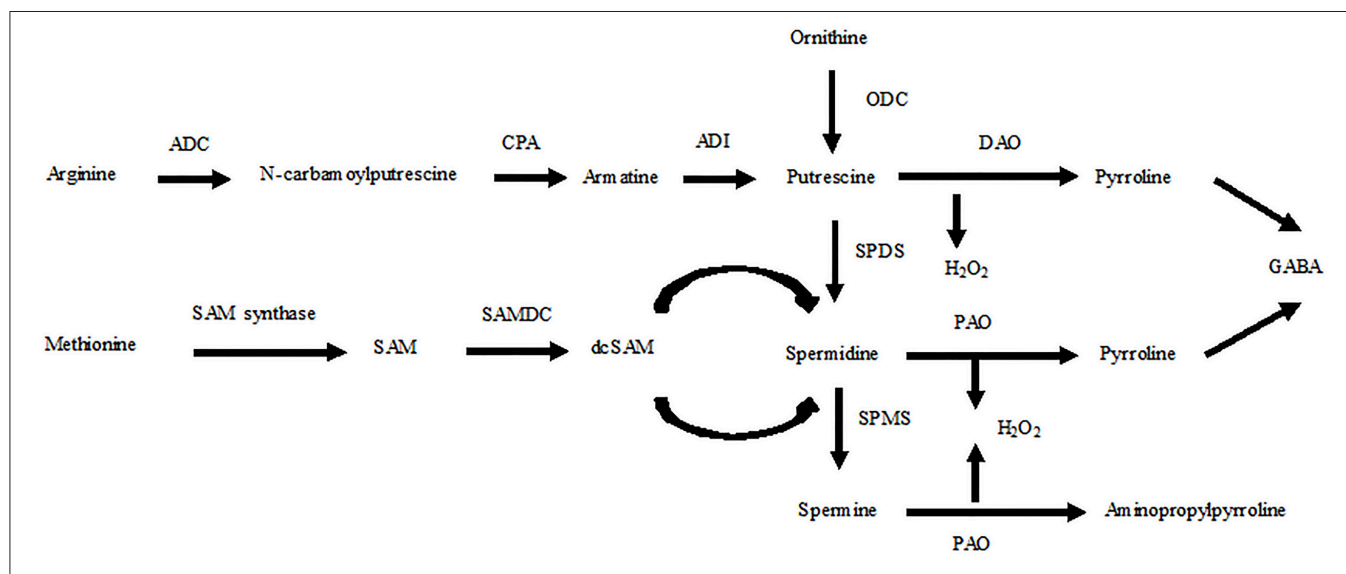 Ornithine
ODC
ADC
CPA
ADI
DAO
Arginine
N-carbamoylputrescine
Armatine
Putrescine
Pyrroline
SPDS
H₂O₂
GABA
SAM synthase
SAMDC
PAO
Methionine
SAM
dcSAM
Spermidine
Pyrroline
SPMS
H₂O₂
Spermine
Aminopropylpyrroline
PAO